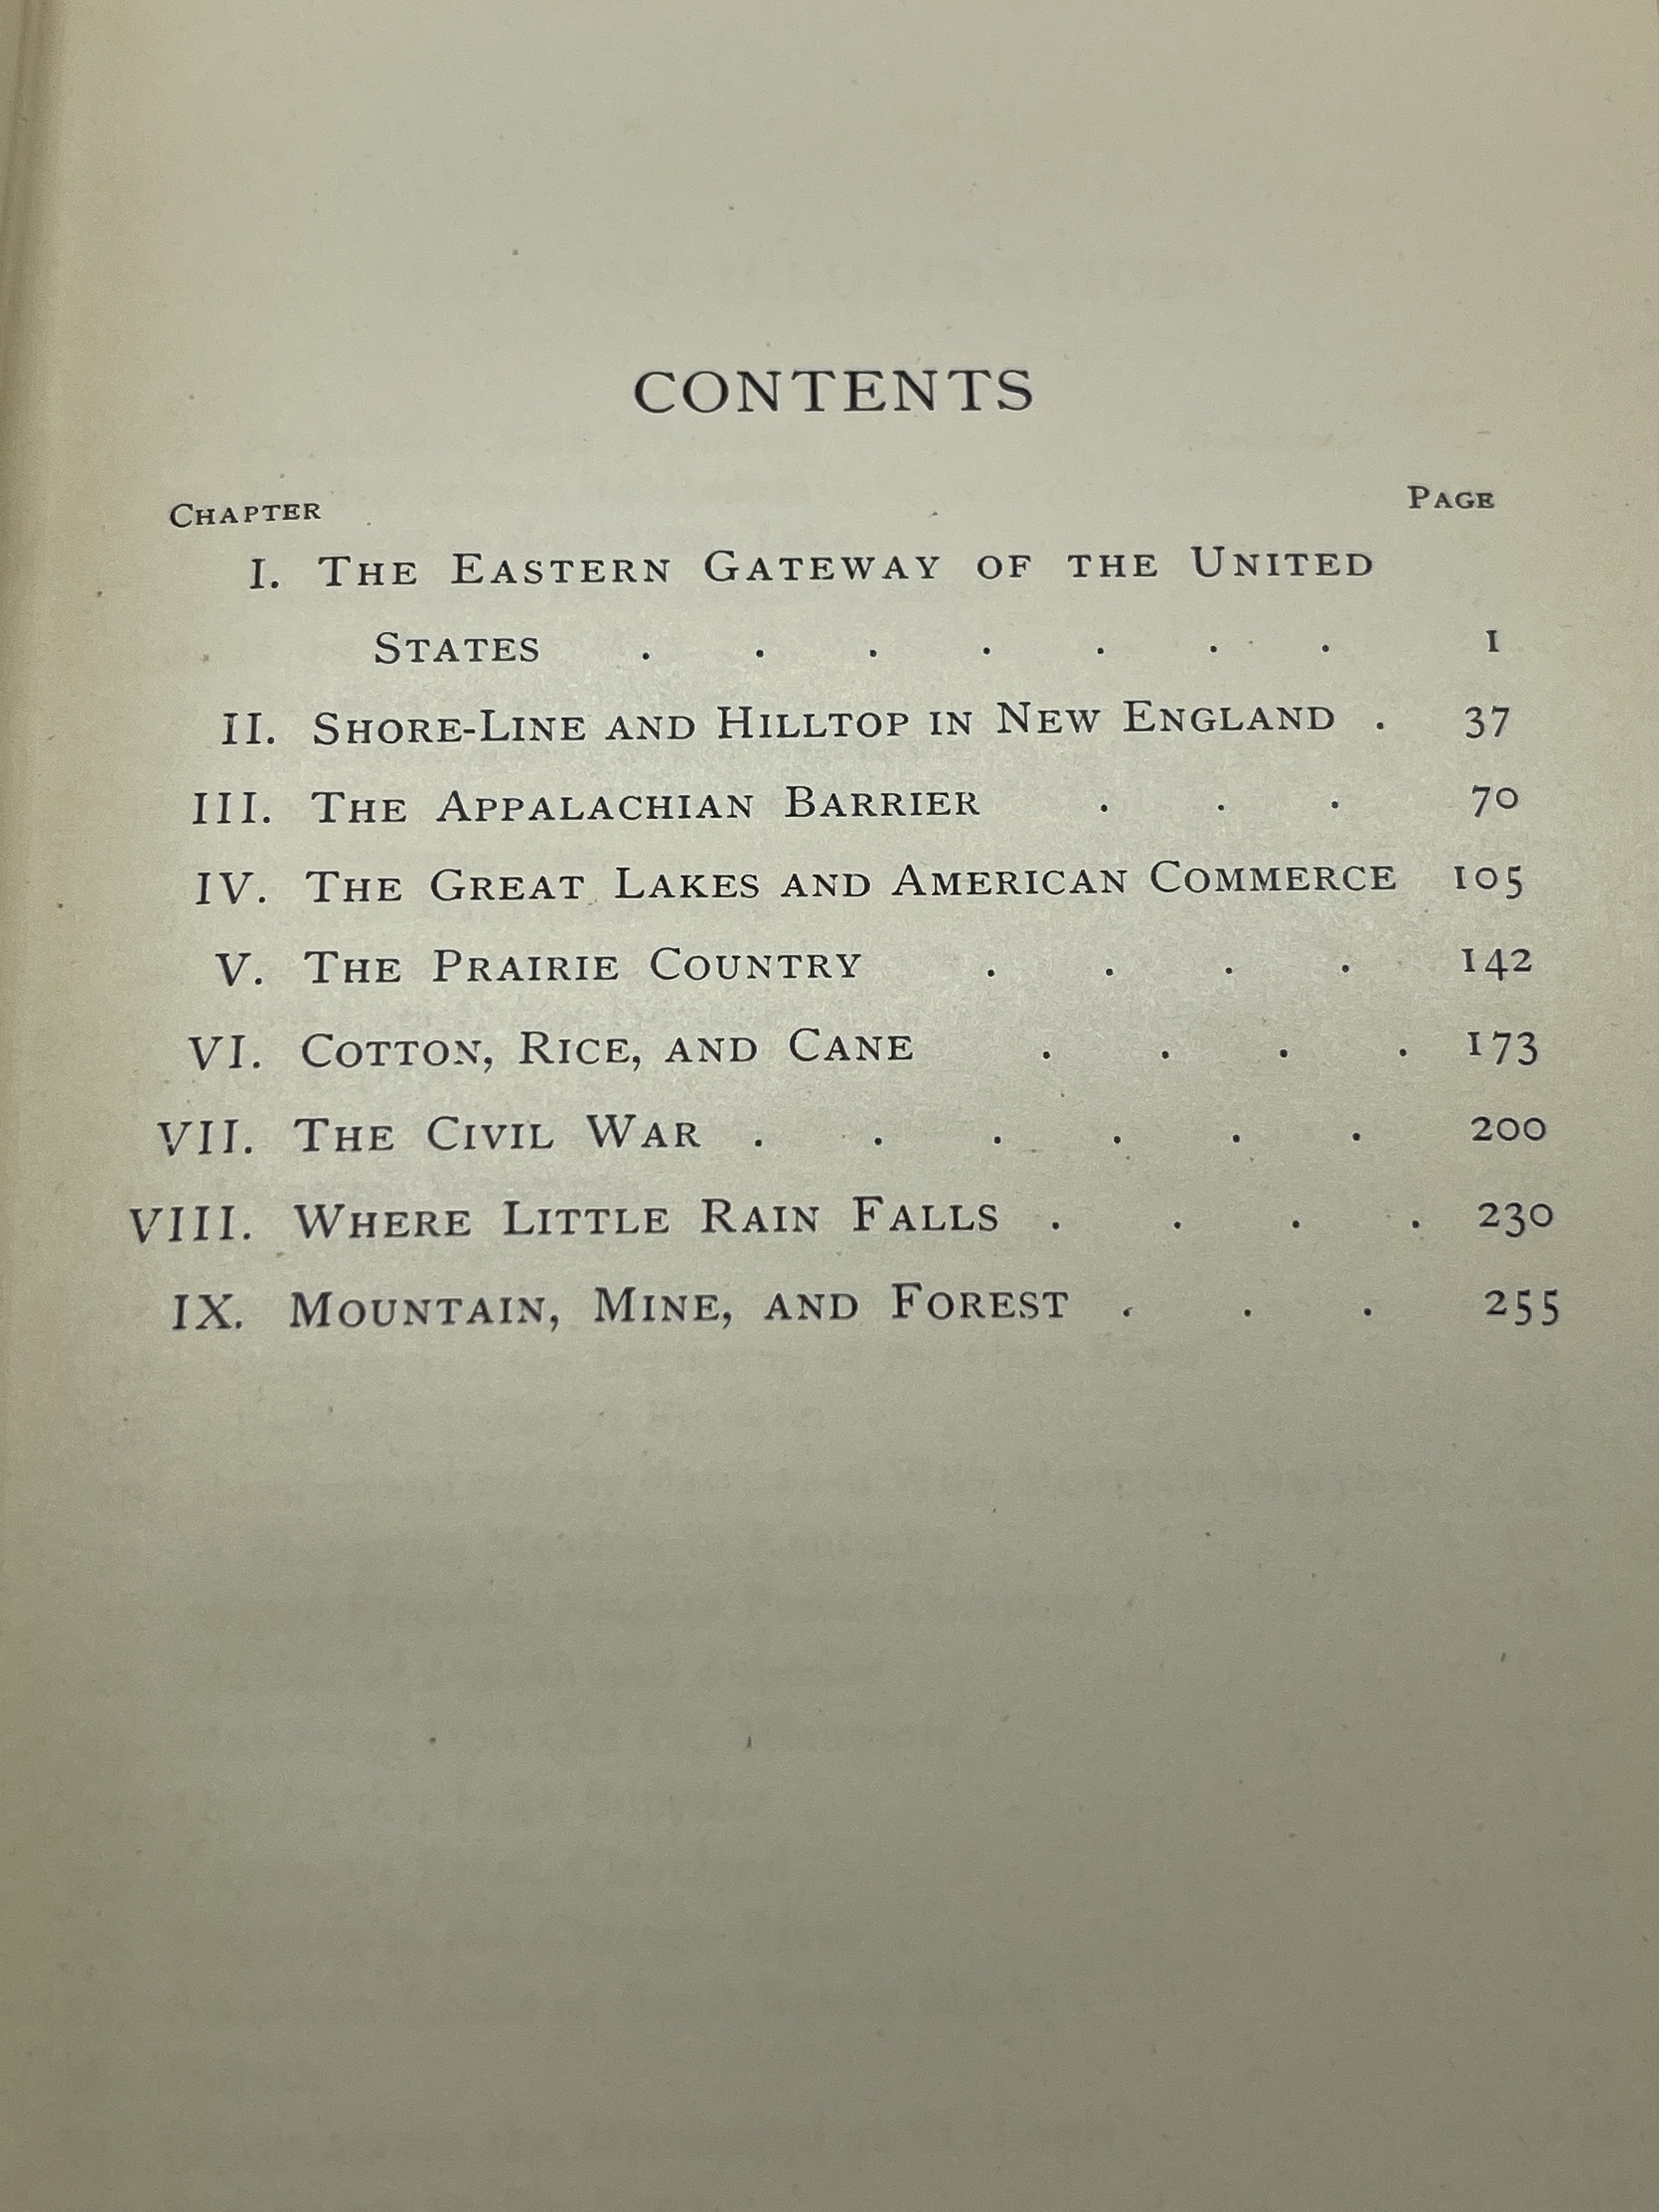 CONTENTS
CHAPTER PAGE
I. THE EASTERN GATEWAY OF THE UNITED
STATES . . . . . . . 1
II. SHORE-LINE AND HILLTOP IN NEW ENGLAND . 37
III. THE APPALACHIAN BARRIER . . . 70
IV. THE GREAT LAKES AND AMERICAN COMMERCE 105
V. THE PRAIRIE COUNTRY . . . . 142
VI. COTTON, RICE, AND CANE . . . . 173
VII. THE CIVIL WAR . . . . . . 200
VIII. WHERE LITTLE RAIN FALLS . . . . 230
IX. MOUNTAIN, MINE, AND FOREST . . . 255